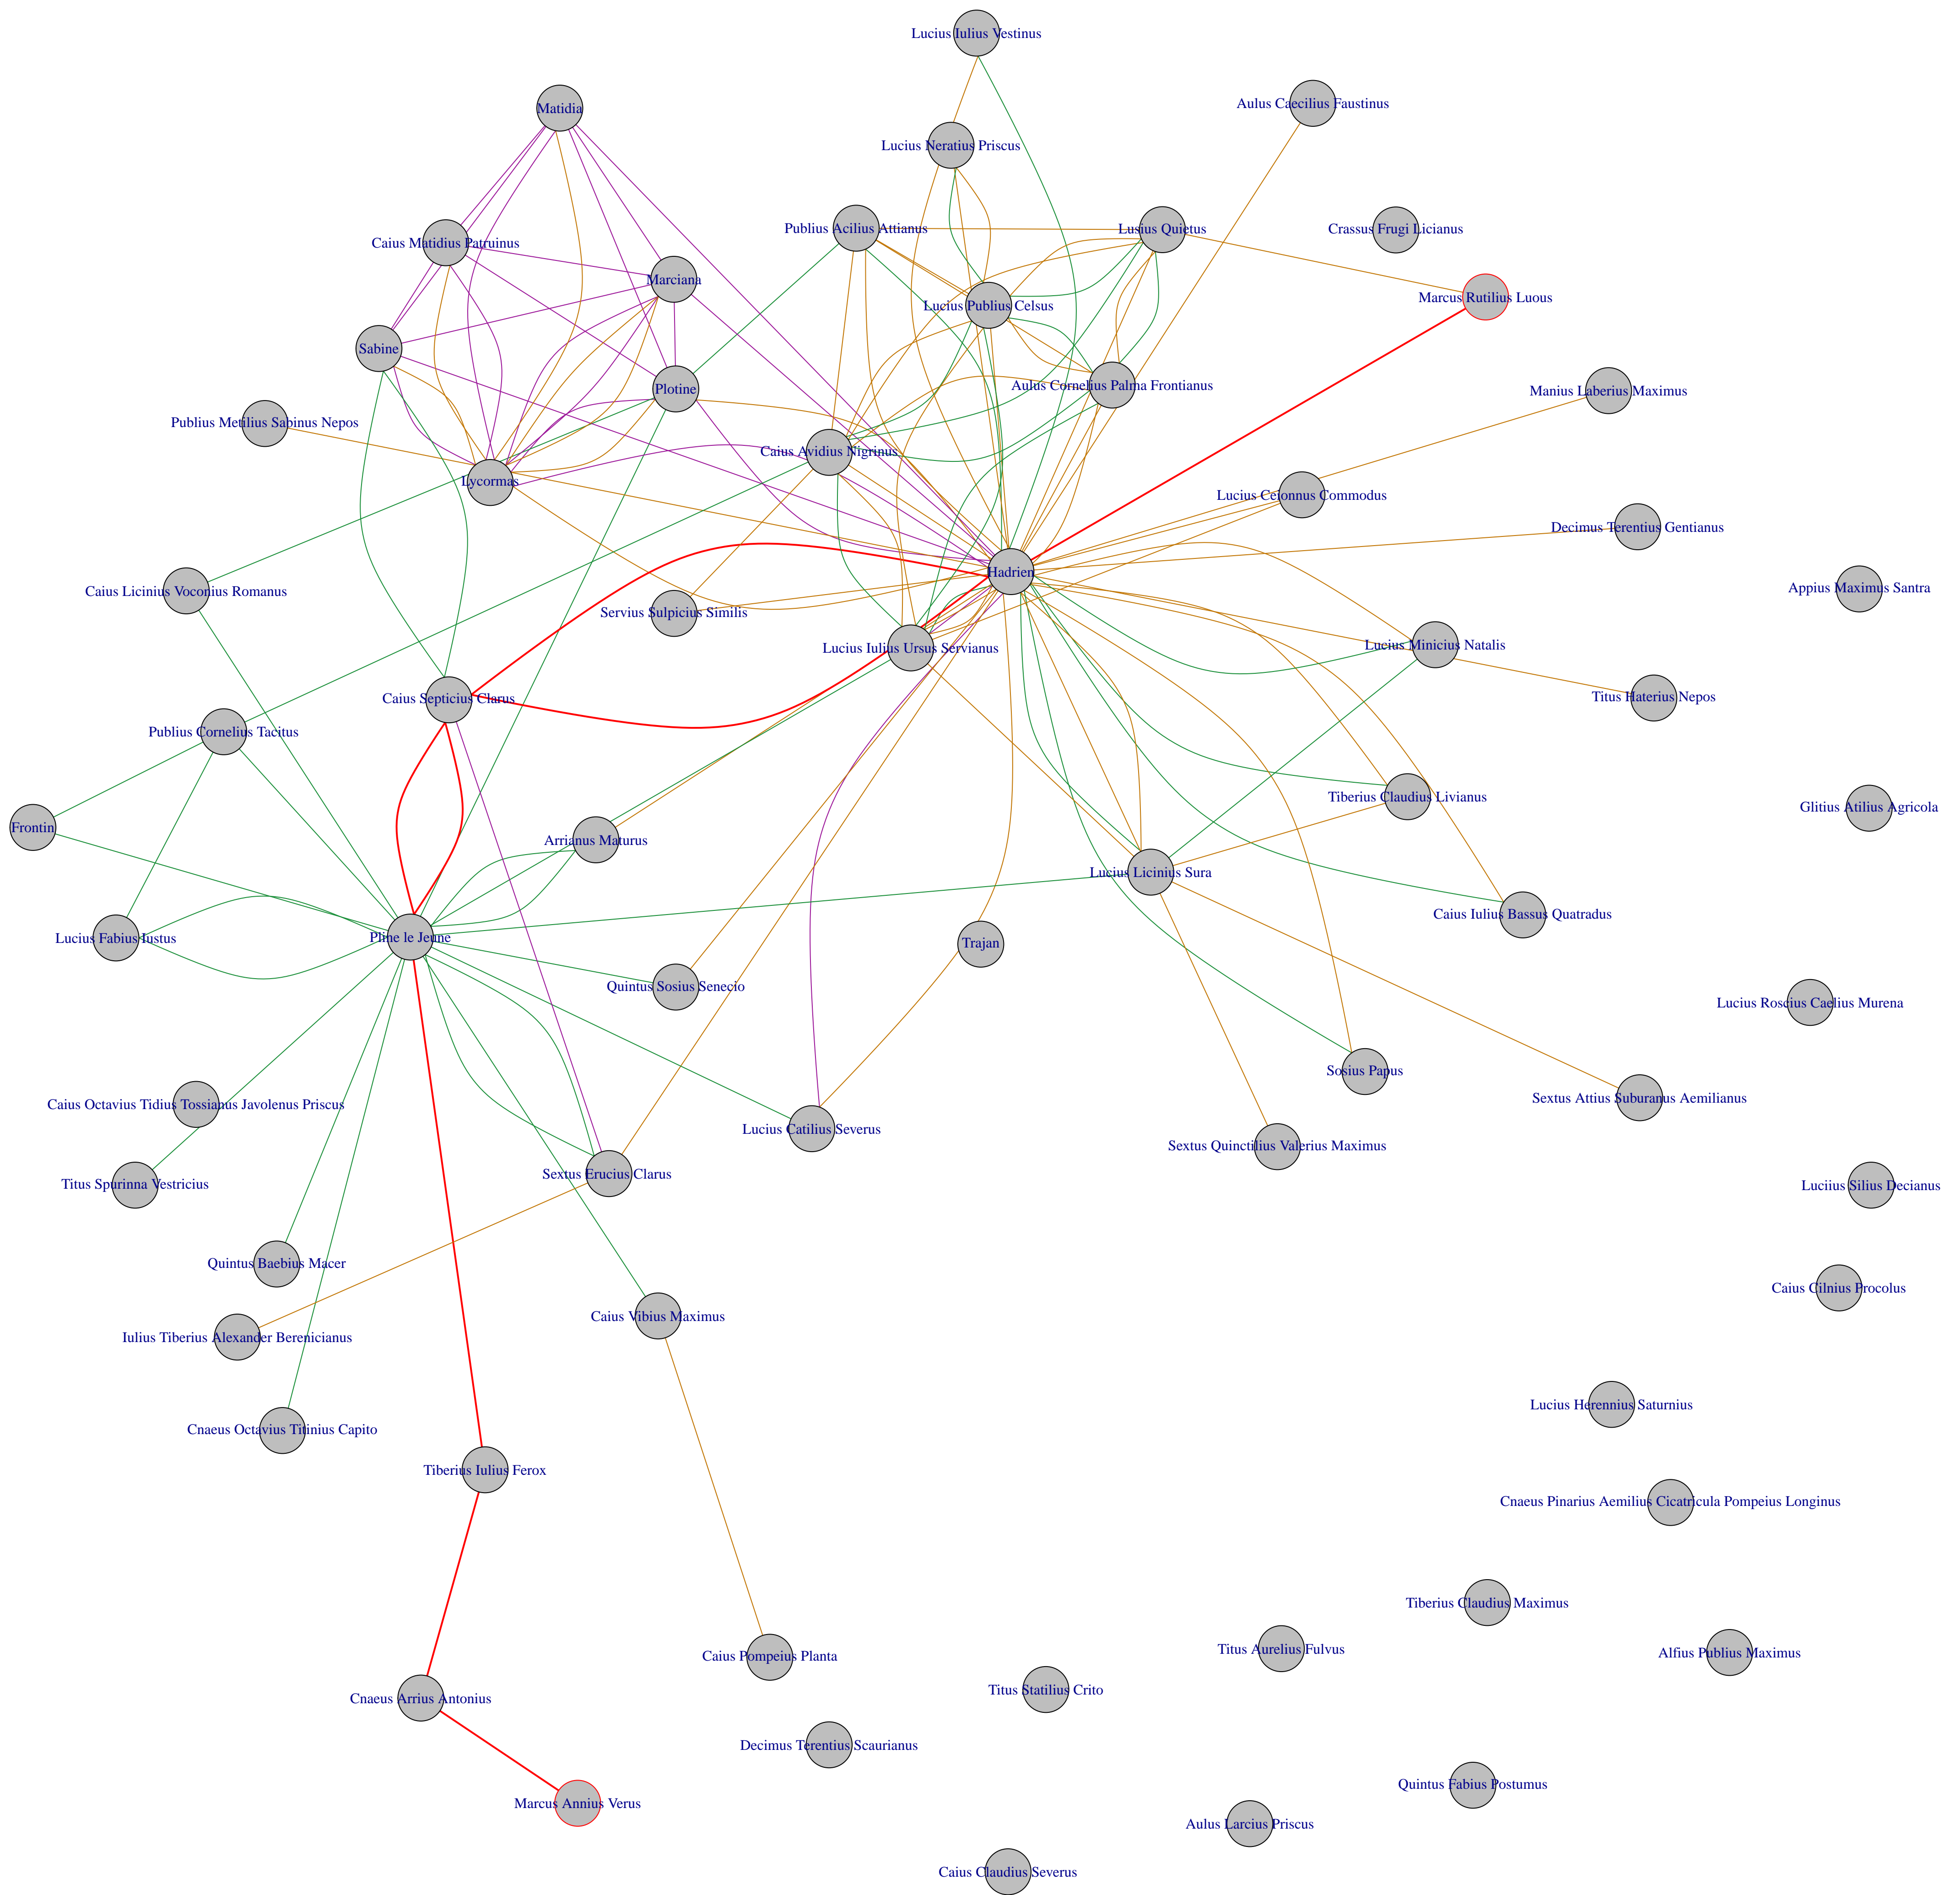 Lucius Iulius Vestinus
Aulus Caecilius Faustinus
Matidia
Lucius Neratius Priscus
Publius Acilius Attianus
Lusius Quietus
Crassus Frugi Licianus
Caius Matidius Patruinus
Marciana
Marcus Rutilius Luous
Lucius Publius Celsus
Sabine
Plotine
Aulus Cornelius Palma Frontianus
Manius Laberius Maximus
Publius Metilius Sabinus Nepos
Caius Avidius Nigrinus
Lycormas
Lucius Ceionnus Commodus
Decimus Terentius Gentianus
Hadrien
Caius Licinius Voconius Romanus
Appius Maximus Santra
Servius Sulpicius Similis
Lucius Iulius Ursus Servianus
Lucius Minicius Natalis
Caius Septicius Clarus
Titus Haterius Nepos
Publius Cornelius Tacitus
Tiberius Claudius Livianus
Glitius Atilius Agricola
Frontin
Arrianus Maturus
Lucius Licinius Sura
Caius Iulius Bassus Quatradus
Lucius Fabius Iustus
Pline le Jeune
Trajan
Quintus Sosius Senecio
Lucius Roscius Caelius Murena
Sosius Papus
Sextus Attius Suburanus Aemilianus
Caius Octavius Tidius Tossianus Javolenus Priscus
Lucius Catilius Severus
Sextus Quinctilius Valerius Maximus
Sextus Erucius Clarus
Titus Spurinna Vestricius
Luciius Silius Decianus
Quintus Baebius Macer
Caius Cilnius Procolus
Caius Vibius Maximus
Iulius Tiberius Alexander Berenicianus
Lucius Herennius Saturnius
Cnaeus Octavius Titinius Capito
Tiberius Iulius Ferox
Cnaeus Pinarius Aemilius Cicatricula Pompeius Longinus
Tiberius Claudius Maximus
Titus Aurelius Fulvus
Alfius Publius Maximus
Caius Pompeius Planta
Titus Statilius Crito
Cnaeus Arrius Antonius
Decimus Terentius Scaurianus
Quintus Fabius Postumus
Marcus Annius Verus
Aulus Larcius Priscus
Caius Claudius Severus